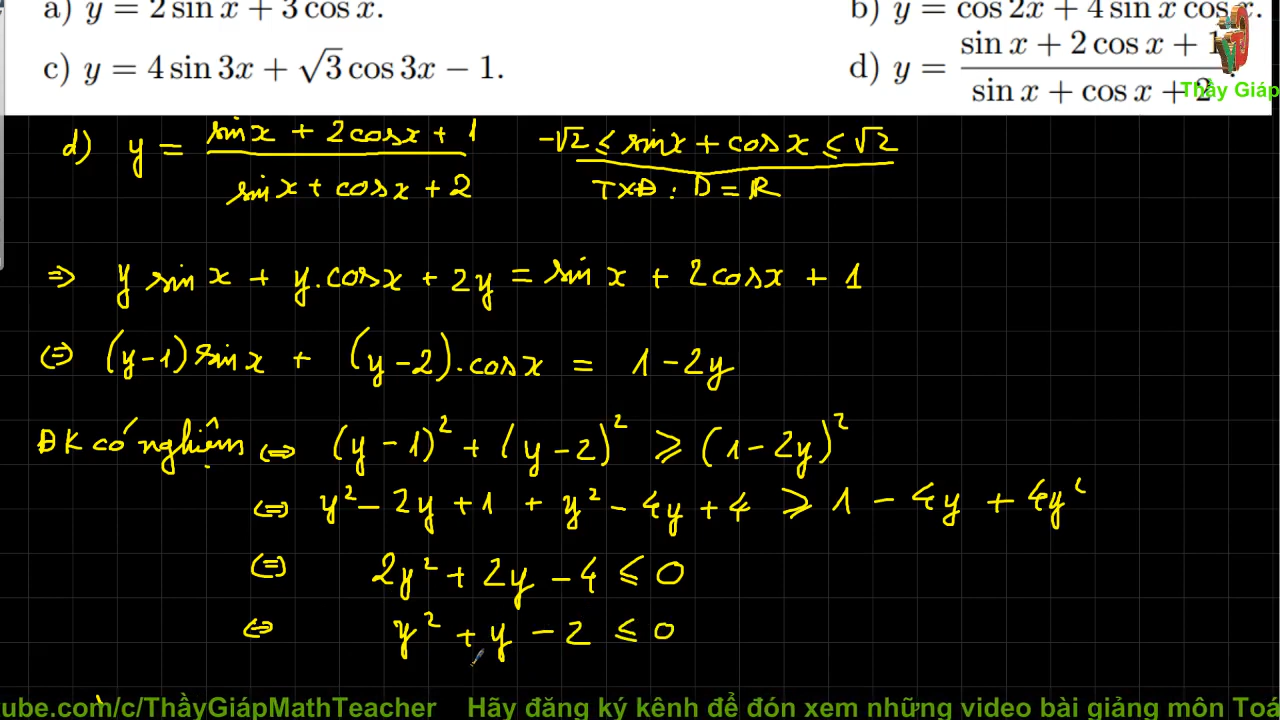 a) y = 2 sin x + 3 cos x.
b) y = cos 2x + 4 sin x cos x.
c) y = 4 sin 3x + √3 cos 3x − 1.
d) y = (sin x + 2 cos x + 1)/(sin x + cos x + 2)
Thầy Giáp
d) y = (sin x + 2cosx + 1)/(sin x + cosx + 2)
-√2 ≤ sinx + cosx ≤ √2
TXĐ : D = R
⇒ y sin x + y.cosx + 2y = sin x + 2cosx + 1
⇔ (y-1)sinx + (y-2).cosx = 1 - 2y
ĐK có nghiệm ⇔ (y - 1)² + (y - 2)² ≥ (1 - 2y)²
⇔ y² - 2y + 1 + y² - 4y + 4 ≥ 1 - 4y + 4y²
⇔ 2y² + 2y - 4 ≤ 0
⇔ y² + y - 2 ≤ 0
ube.com/c/ThầyGiápMathTeacher Hãy đăng ký kênh để đón xem những video bài giảng môn Toá